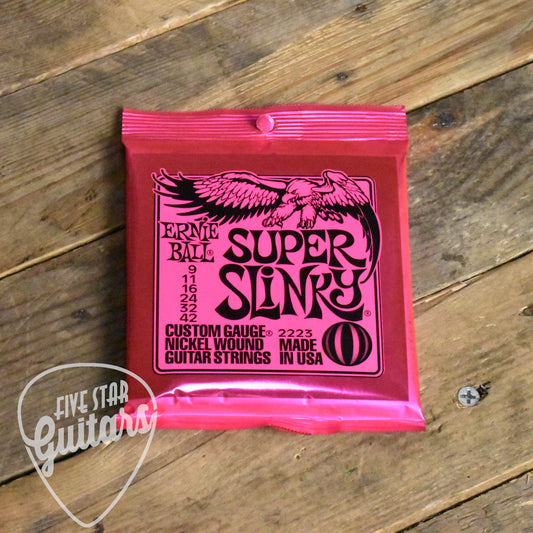 ERNIE
BALL®
SUPER
SLINKY®
9
11
16
24
32
42
CUSTOM GAUGE® 2223
NICKEL WOUND MADE
GUITAR STRINGS IN USA
FIVE STAR
Guitars